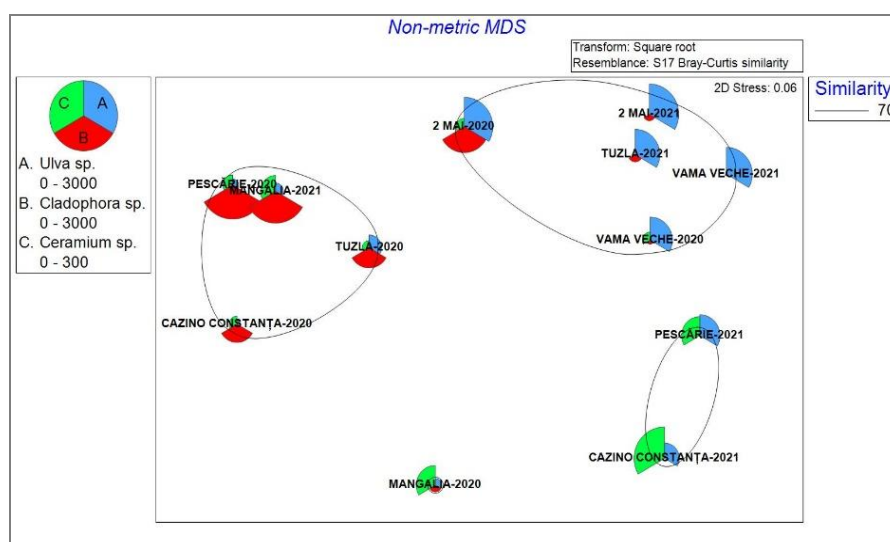 Non-metric MDS
Transform: Square root
Resemblance: S17 Bray-Curtis similarity
2D Stress: 0.06
Similarity
70
C
A
B
A. Ulva sp.
0 - 3000
B. Cladophora sp.
0 - 3000
C. Ceramium sp.
0 - 300
2 MAI-2021
2 MAI-2020
TUZLA-2021
VAMA VECHE-2021
PESCĂRIE-2020
MANGALIA-2021
VAMA VECHE-2020
TUZLA-2020
CAZINO CONSTANȚA-2020
PESCĂRIE-2021
CAZINO CONSTANȚA-2021
MANGALIA-2020